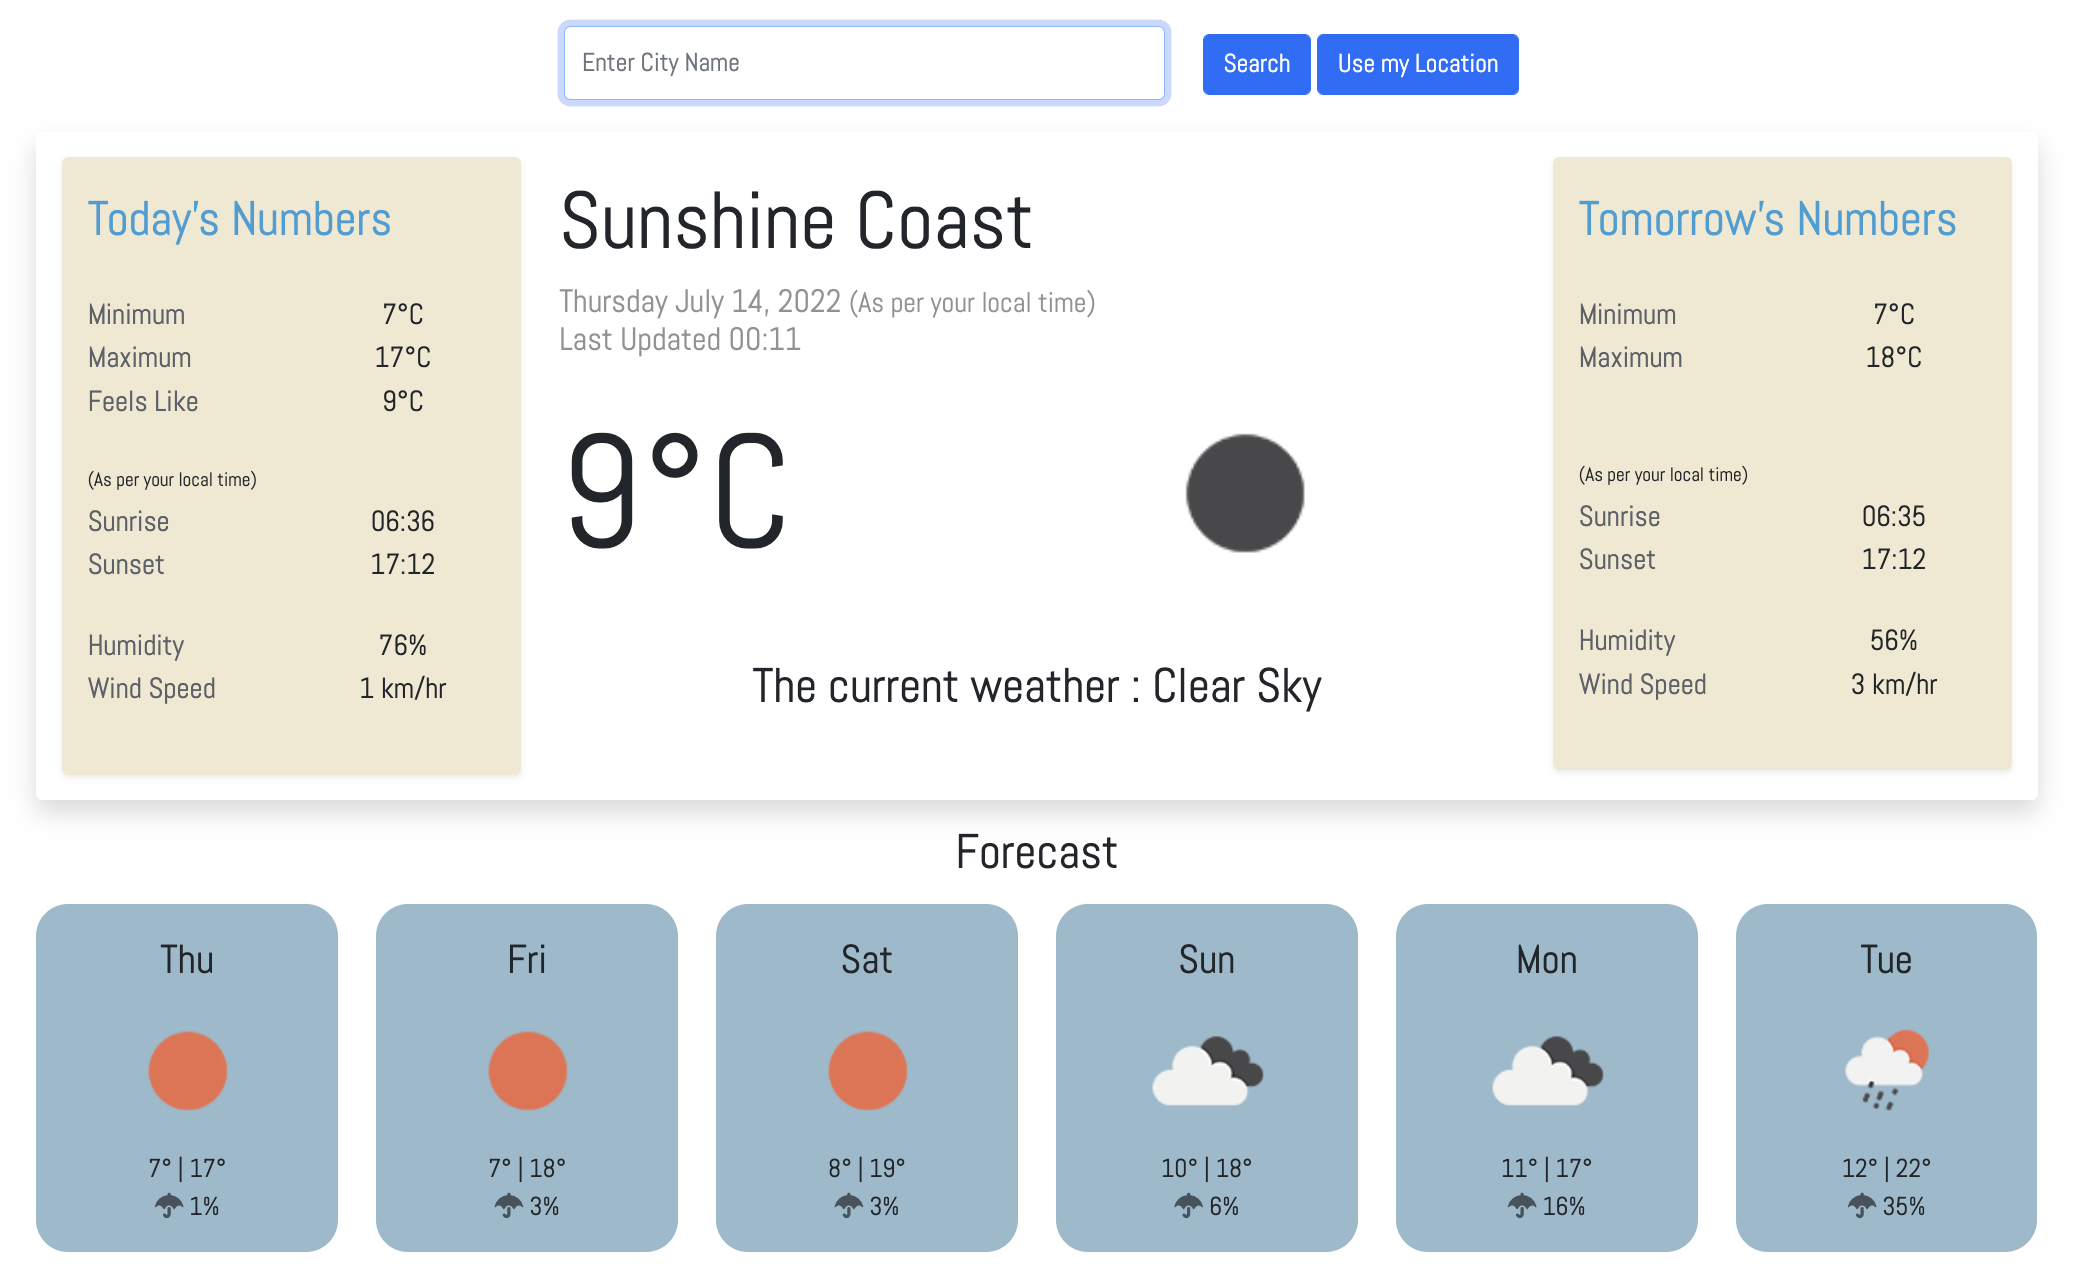 Enter City Name
Search
Use my Location
Today's Numbers
Minimum 7°C
Maximum 17°C
Feels Like 9°C
(As per your local time)
Sunrise 06:36
Sunset 17:12
Humidity 76%
Wind Speed 1 km/hr
Sunshine Coast
Thursday July 14, 2022 (As per your local time)
Last Updated 00:11
9°C
The current weather : Clear Sky
Tomorrow's Numbers
Minimum 7°C
Maximum 18°C
(As per your local time)
Sunrise 06:35
Sunset 17:12
Humidity 56%
Wind Speed 3 km/hr
Forecast
Thu
7° | 17°
1%
Fri
7° | 18°
3%
Sat
8° | 19°
3%
Sun
10° | 18°
6%
Mon
11° | 17°
16%
Tue
12° | 22°
35%